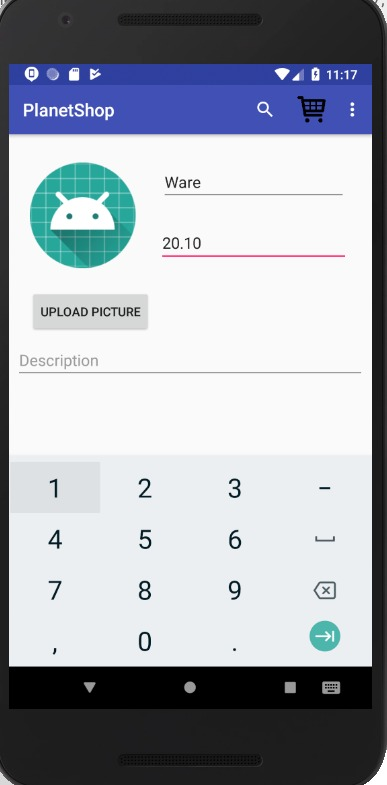 11:17
PlanetShop
Ware
20.10
UPLOAD PICTURE
Description
1 2 3 -
4 5 6
7 8 9
, 0 .